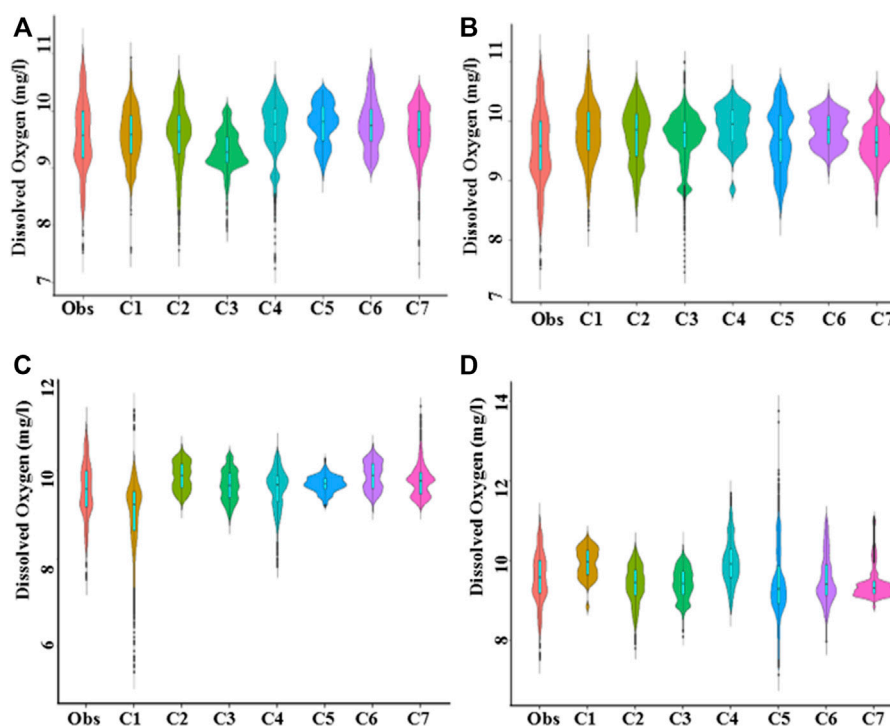 A
Dissolved Oxygen (mg/l)
11
10
9
8
7
Obs C1 C2 C3 C4 C5 C6 C7
B
Dissolved Oxygen (mg/l)
11
10
9
8
7
Obs C1 C2 C3 C4 C5 C6 C7
C
Dissolved Oxygen (mg/l)
12
10
8
6
Obs C1 C2 C3 C4 C5 C6 C7
D
Dissolved Oxygen (mg/l)
14
12
10
8
Obs C1 C2 C3 C4 C5 C6 C7